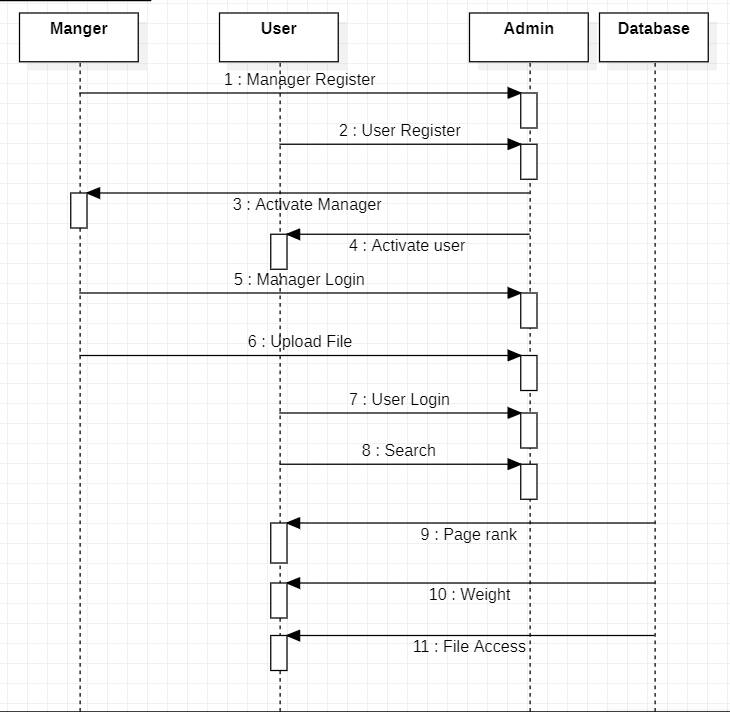 Manger
User
Admin
Database
1 : Manager Register
2 : User Register
3 : Activate Manager
4 : Activate user
5 : Manager Login
6 : Upload File
7 : User Login
8 : Search
9 : Page rank
10 : Weight
11 : File Access